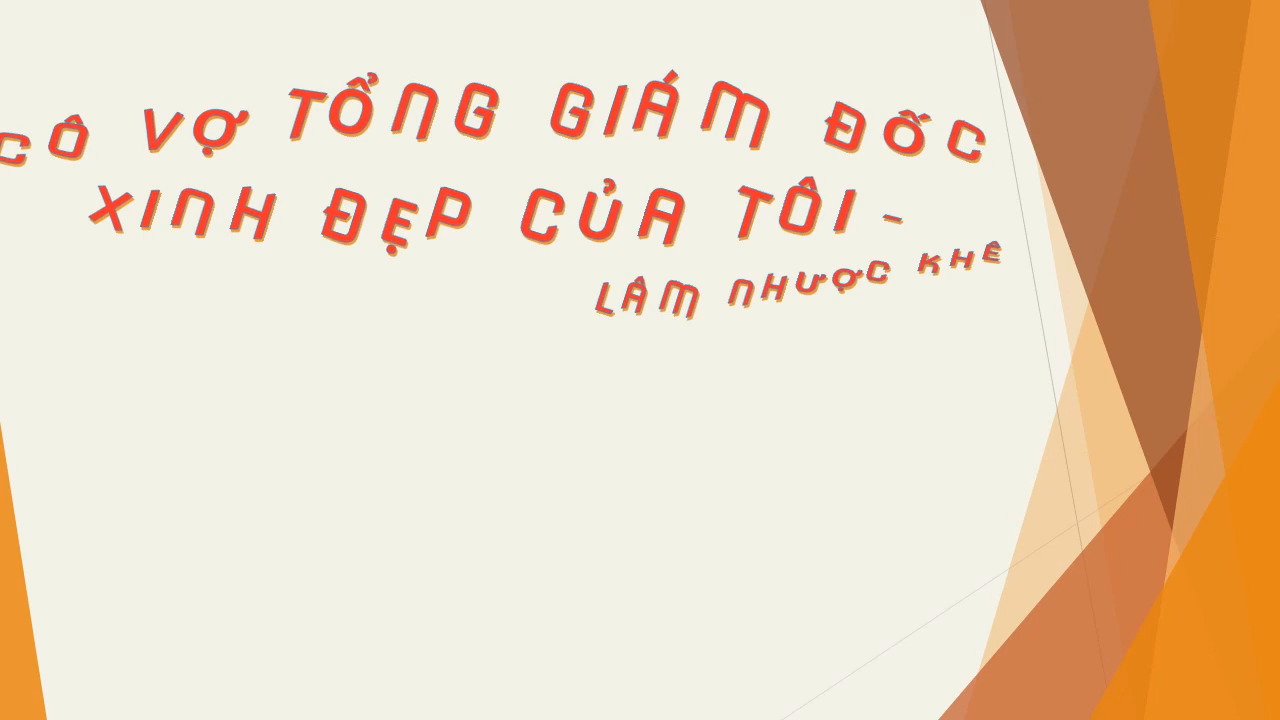 CÔ VỢ TỔNG GIÁM ĐỐC
XINH ĐẸP CỦA TÔI -
LÂM NHƯỢC KHÊ